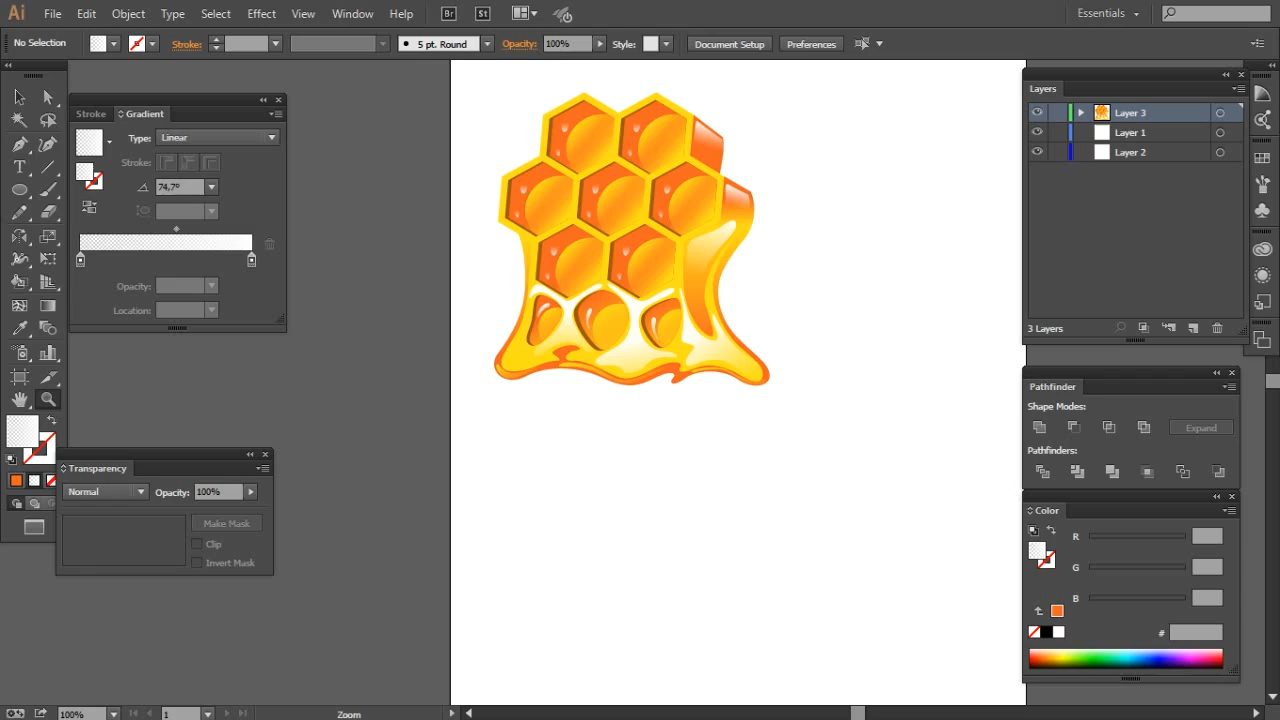 Ai File Edit Object Type Select Effect View Window Help Br St Essentials
No Selection Stroke: 5 pt. Round Opacity: 100% Style: Document Setup Preferences
Stroke Gradient
Type: Linear
Stroke:
74,7º
Opacity:
Location:
Transparency
Normal Opacity: 100%
Make Mask
Clip
Invert Mask
Layers
Layer 3
Layer 1
Layer 2
3 Layers
Pathfinder
Shape Modes:
Expand
Pathfinders:
Color
R
G
B
#
100% 1 Zoom